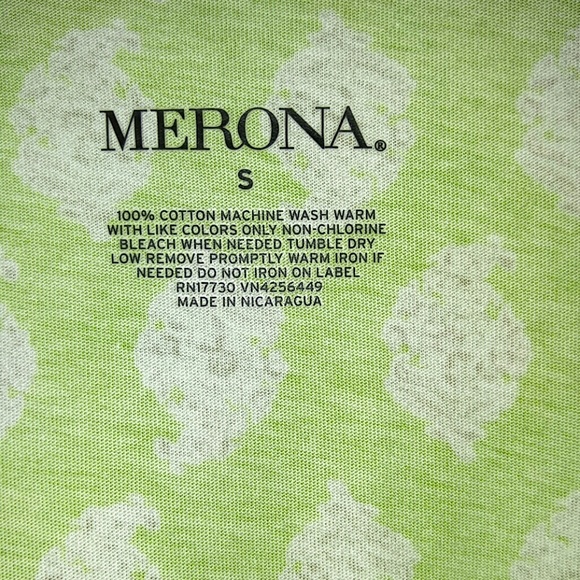 MERONA®
S
100% COTTON MACHINE WASH WARM
WITH LIKE COLORS ONLY NON-CHLORINE
BLEACH WHEN NEEDED TUMBLE DRY
LOW REMOVE PROMPTLY WARM IRON IF
NEEDED DO NOT IRON ON LABEL
RN17730 VN4256449
MADE IN NICARAGUA